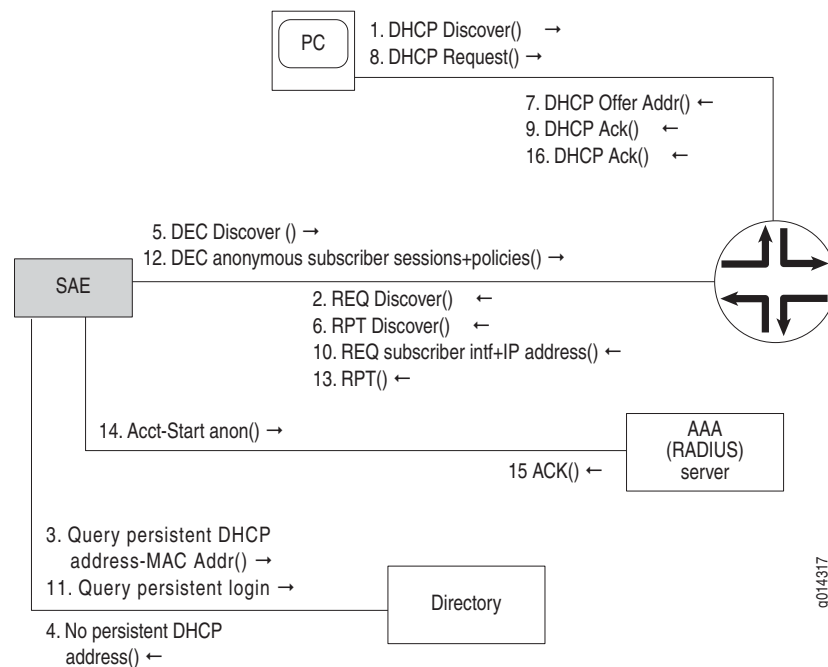 PC
1. DHCP Discover() →
8. DHCP Request() →
7. DHCP Offer Addr() ←
9. DHCP Ack() ←
16. DHCP Ack() ←
5. DEC Discover () →
12. DEC anonymous subscriber sessions+policies() →
SAE
2. REQ Discover() ←
6. RPT Discover() ←
10. REQ subscriber intf+IP address() ←
13. RPT() ←
14. Acct-Start anon() →
AAA
(RADIUS)
server
15 ACK() ←
3. Query persistent DHCP
address-MAC Addr() →
11. Query persistent login →
Directory
4. No persistent DHCP
address() ←
g014317